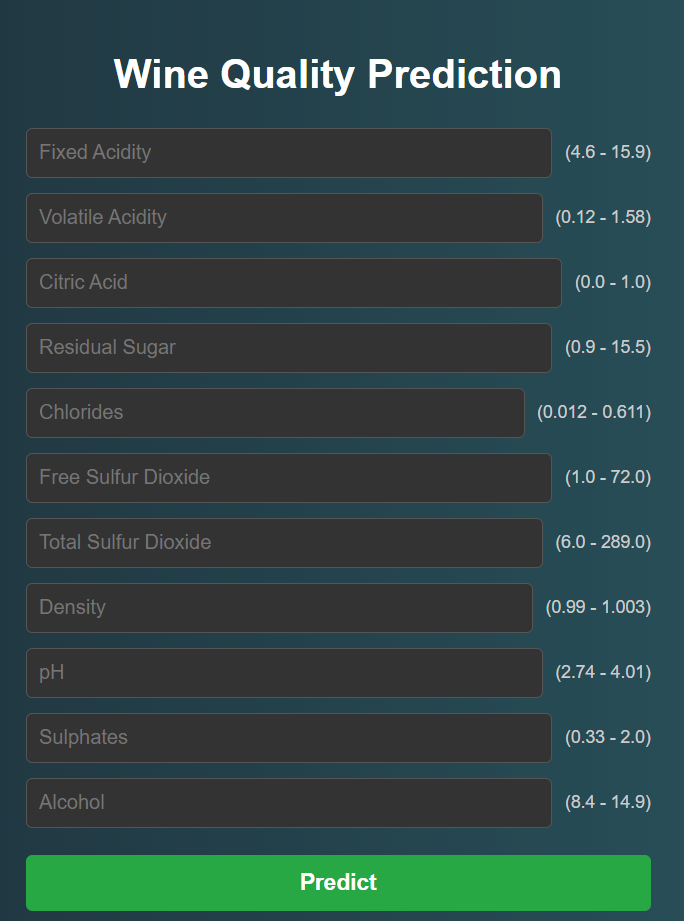 Wine Quality Prediction
Fixed Acidity (4.6 - 15.9)
Volatile Acidity (0.12 - 1.58)
Citric Acid (0.0 - 1.0)
Residual Sugar (0.9 - 15.5)
Chlorides (0.012 - 0.611)
Free Sulfur Dioxide (1.0 - 72.0)
Total Sulfur Dioxide (6.0 - 289.0)
Density (0.99 - 1.003)
pH (2.74 - 4.01)
Sulphates (0.33 - 2.0)
Alcohol (8.4 - 14.9)
Predict